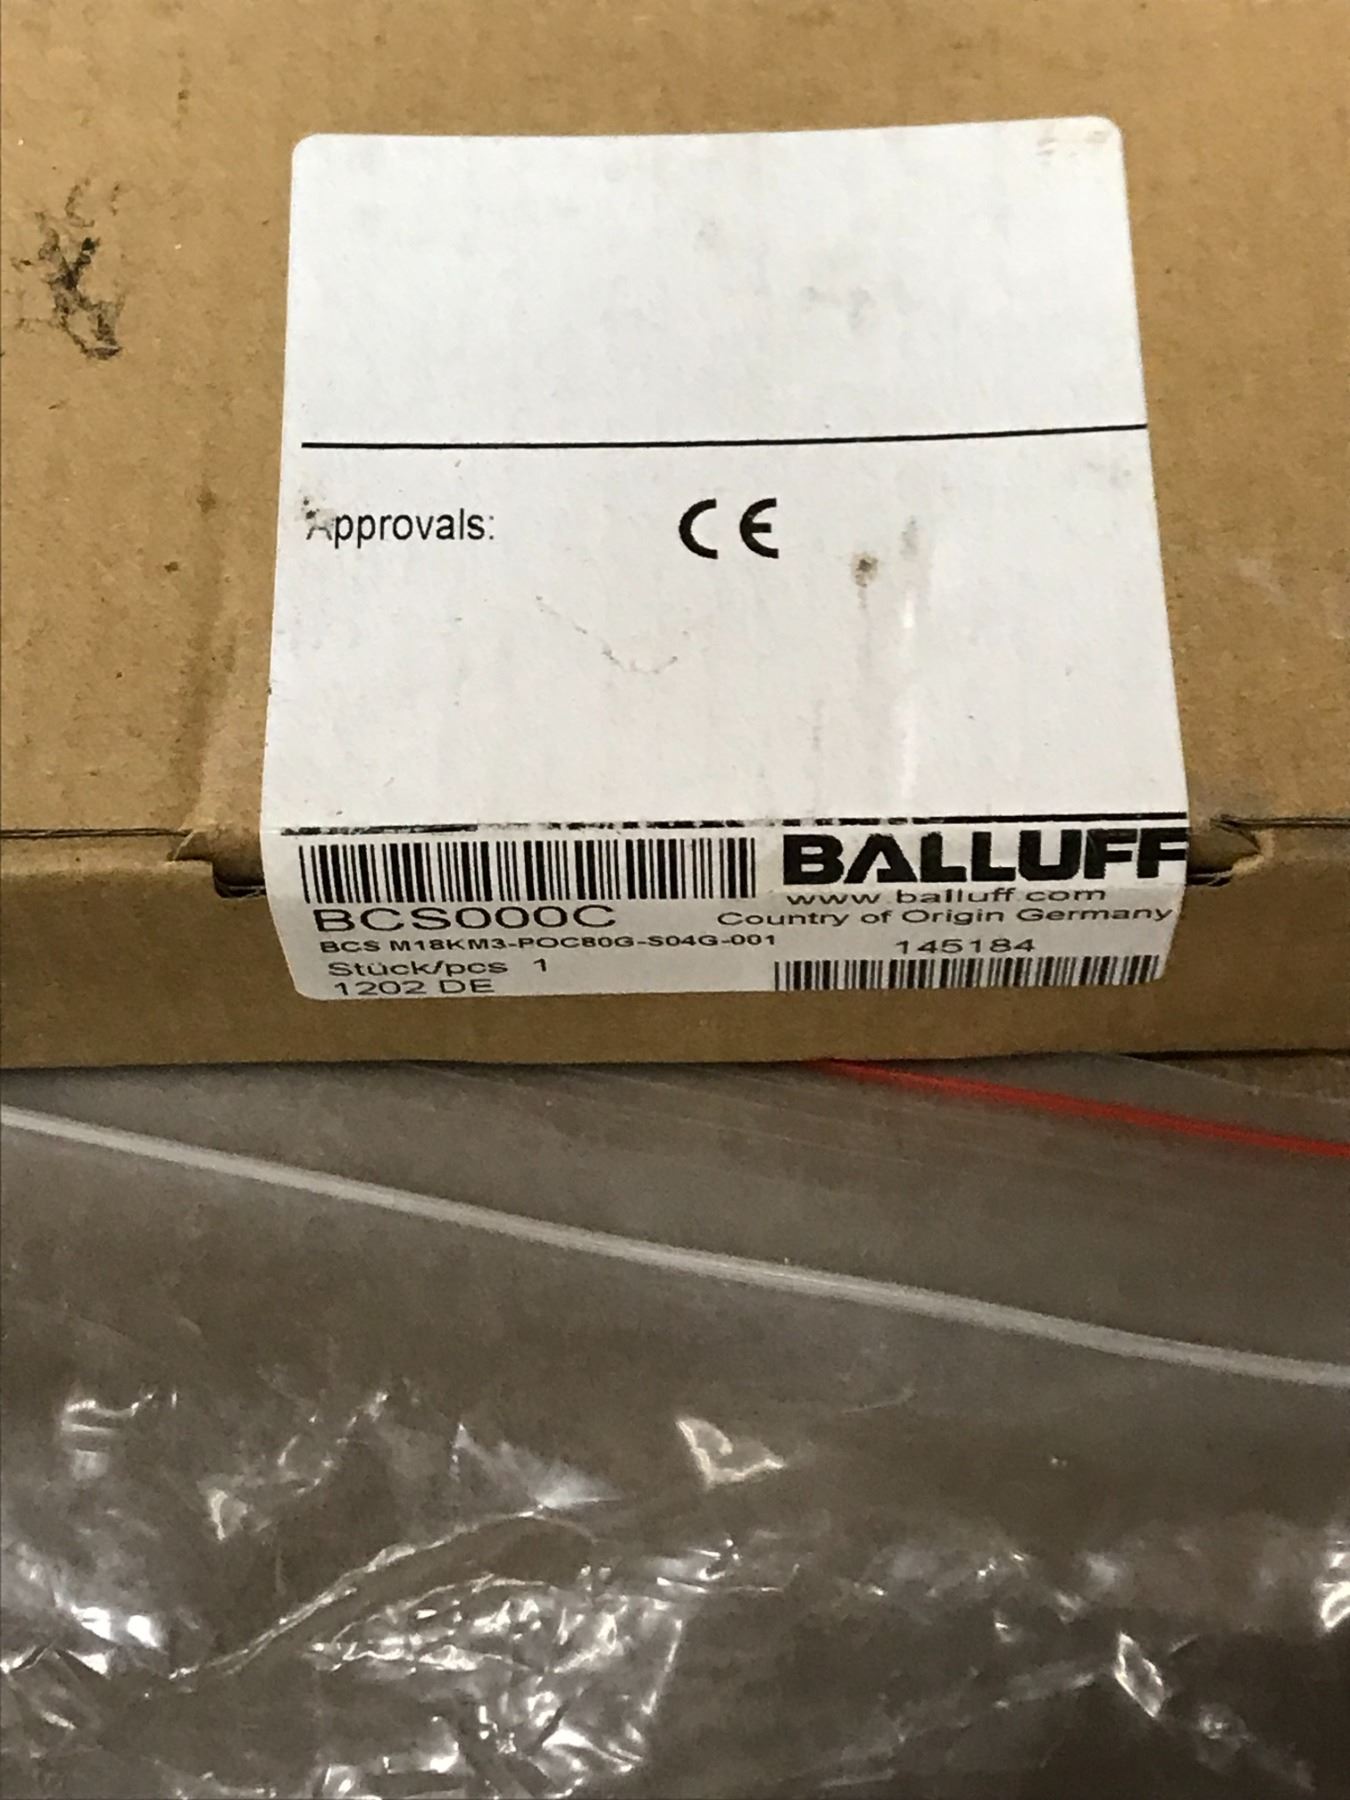 Approvals: CE
BALLUFF
www.balluff.com
BCS000C
Country of Origin Germany
BCS M18KM3-POC80G-S04G-001
145184
Stück/pcs 1
1202 DE